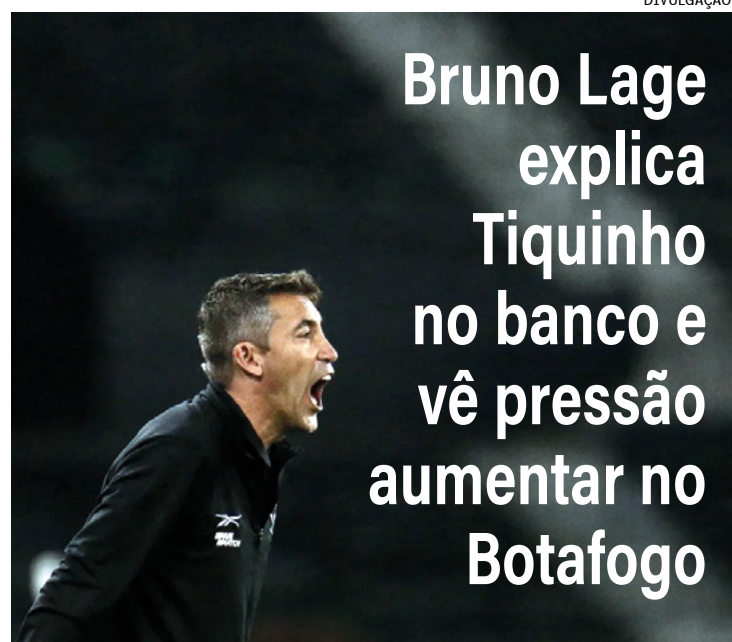 DIVULGAÇÃO
Bruno Lage
explica
Tiquinho
no banco e
vê pressão
aumentar no
Botafogo